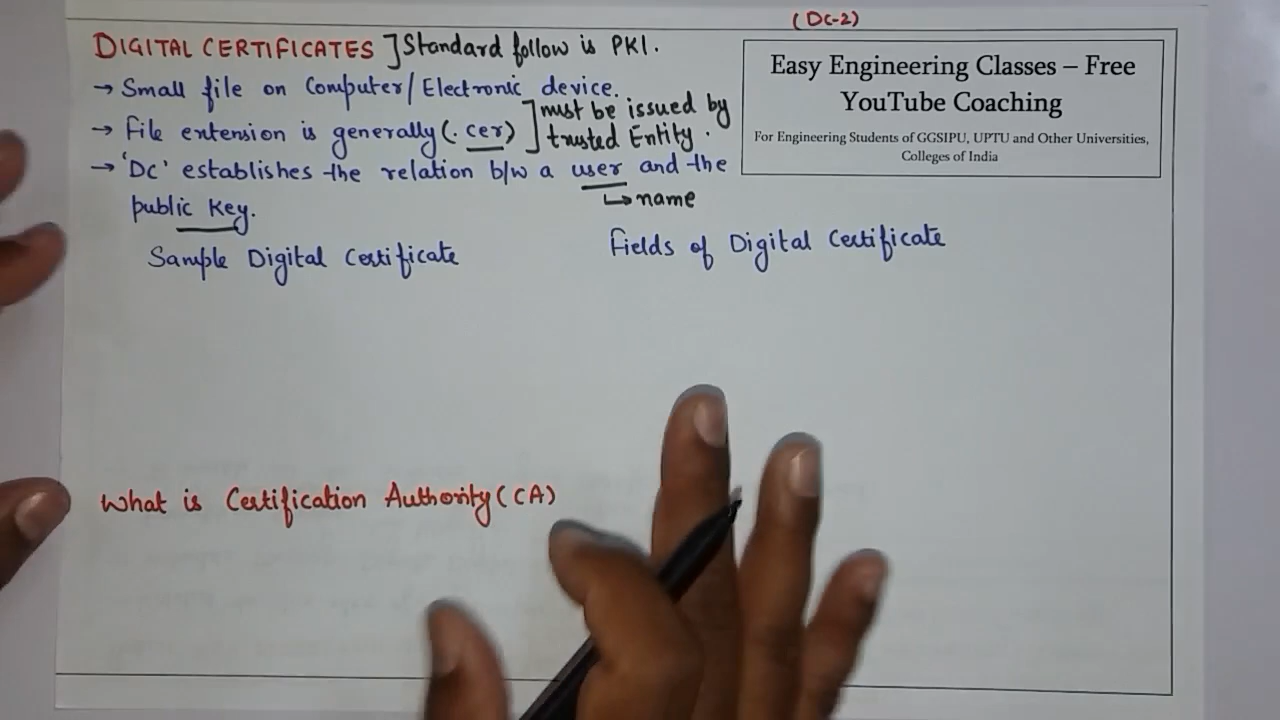 (DC-2)
DIGITAL CERTIFICATES ] Standard follow is PKI.
→ Small file on Computer/Electronic device.
→ File extension is generally (.cer) ] must be issued by
trusted Entity.
→ 'DC' establishes the relation b/w a user and the
↳ name
public key.
Sample Digital Certificate
Fields of Digital Certificate
What is Certification Authority (CA)
Easy Engineering Classes – Free
YouTube Coaching
For Engineering Students of GGSIPU, UPTU and Other Universities,
Colleges of India